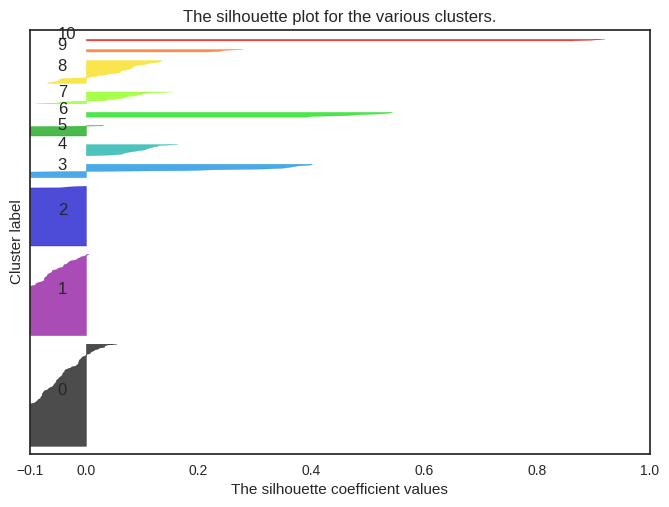 The silhouette plot for the various clusters.
10
9
8
7
6
5
4
3
2
1
0
Cluster label
−0.1 0.0 0.2 0.4 0.6 0.8 1.0
The silhouette coefficient values